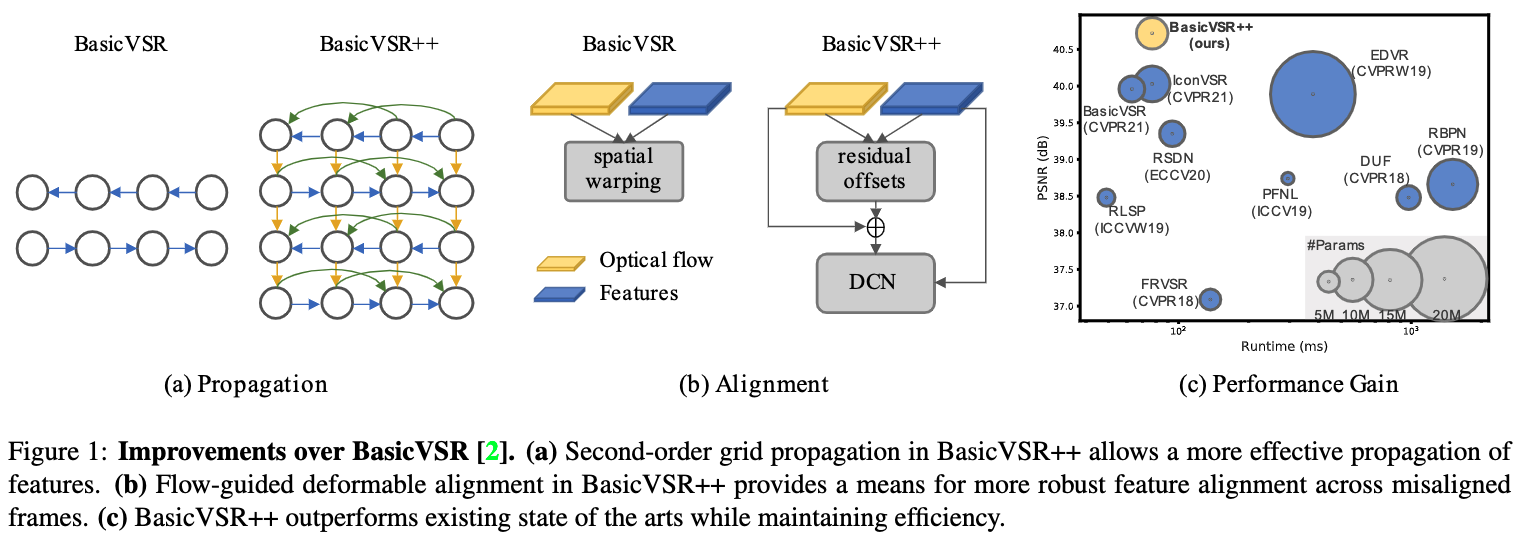 BasicVSR
BasicVSR++
(a) Propagation
BasicVSR
BasicVSR++
spatial
warping
residual
offsets
DCN
Optical flow
Features
(b) Alignment
PSNR (dB)
40.5
40.0
39.5
39.0
38.5
38.0
37.5
37.0
BasicVSR++
(ours)
EDVR
(CVPRW19)
IconVSR
(CVPR21)
BasicVSR
(CVPR21)
RSDN
(ECCV20)
RBPN
(CVPR19)
DUF
(CVPR18)
PFNL
(ICCV19)
RLSP
(ICCVW19)
FRVSR
(CVPR18)
#Params
5M 10M 15M 20M
10² 10³
Runtime (ms)
(c) Performance Gain
Figure 1: Improvements over BasicVSR [2]. (a) Second-order grid propagation in BasicVSR++ allows a more effective propagation of
features. (b) Flow-guided deformable alignment in BasicVSR++ provides a means for more robust feature alignment across misaligned
frames. (c) BasicVSR++ outperforms existing state of the arts while maintaining efficiency.